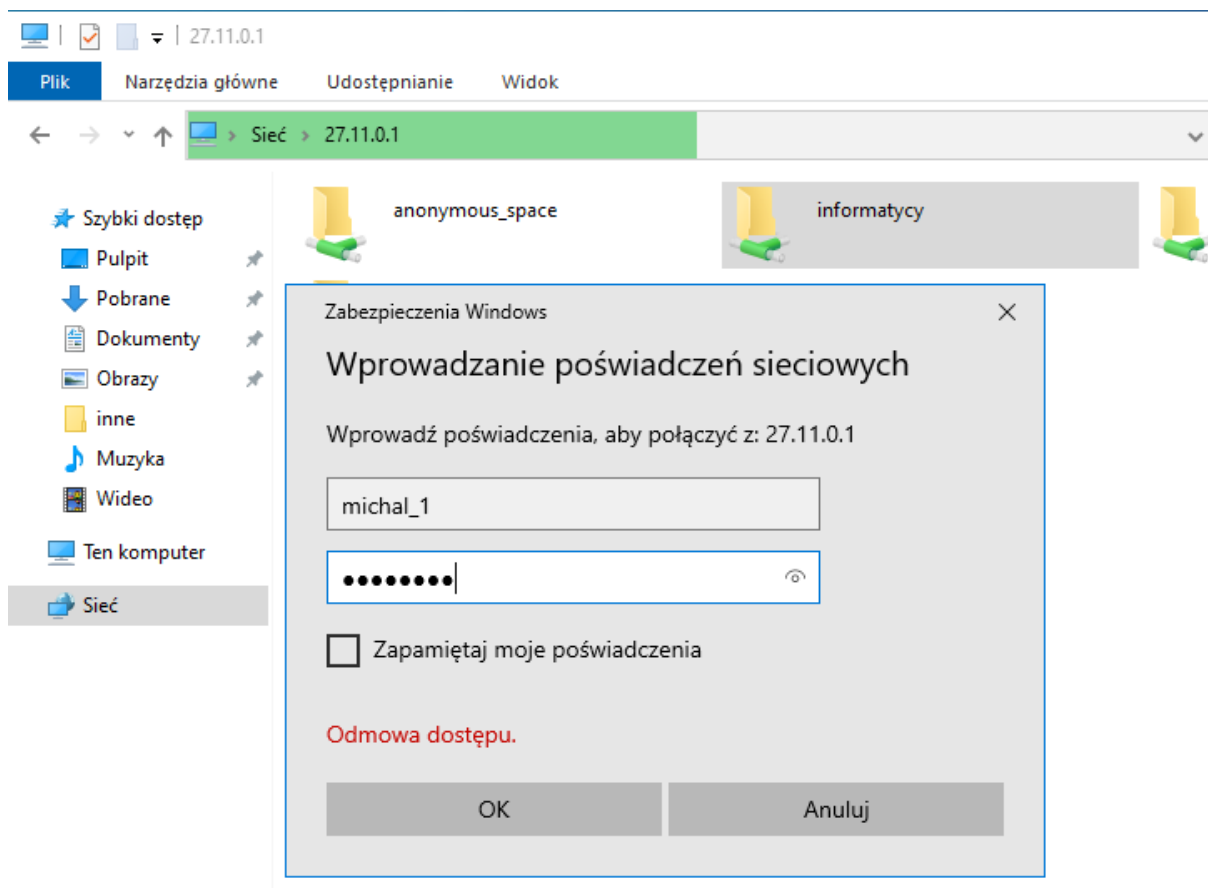 27.11.0.1
Plik Narzędzia główne Udostępnianie Widok
Sieć 27.11.0.1
Szybki dostęp
Pulpit
Pobrane
Dokumenty
Obrazy
inne
Muzyka
Wideo
Ten komputer
Sieć
anonymous_space informatycy
Zabezpieczenia Windows
Wprowadzanie poświadczeń sieciowych
Wprowadź poświadczenia, aby połączyć z: 27.11.0.1
michal_1
●●●●●●●●
Zapamiętaj moje poświadczenia
Odmowa dostępu.
OK Anuluj